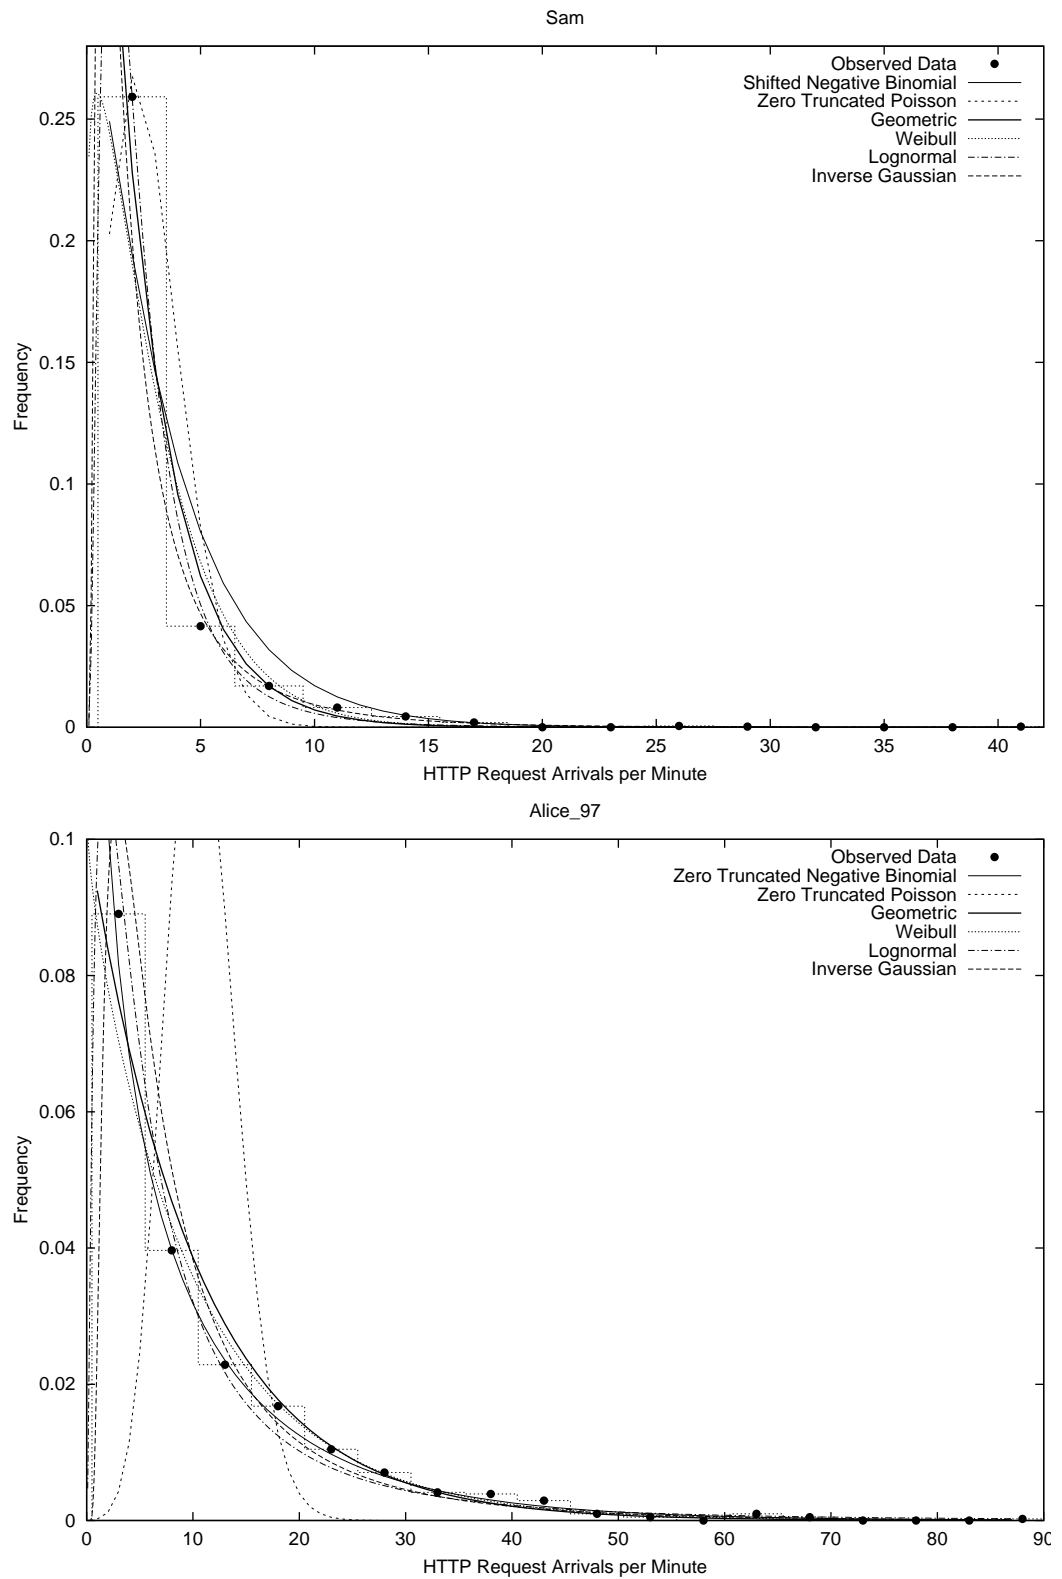 Sam
Observed Data
Shifted Negative Binomial
Zero Truncated Poisson
Geometric
Weibull
Lognormal
Inverse Gaussian
0.25
0.2
0.15
0.1
0.05
0
Frequency
0 5 10 15 20 25 30 35 40
HTTP Request Arrivals per Minute
Alice_97
Observed Data
Zero Truncated Negative Binomial
Zero Truncated Poisson
Geometric
Weibull
Lognormal
Inverse Gaussian
0.1
0.08
0.06
0.04
0.02
0
Frequency
0 10 20 30 40 50 60 70 80 90
HTTP Request Arrivals per Minute